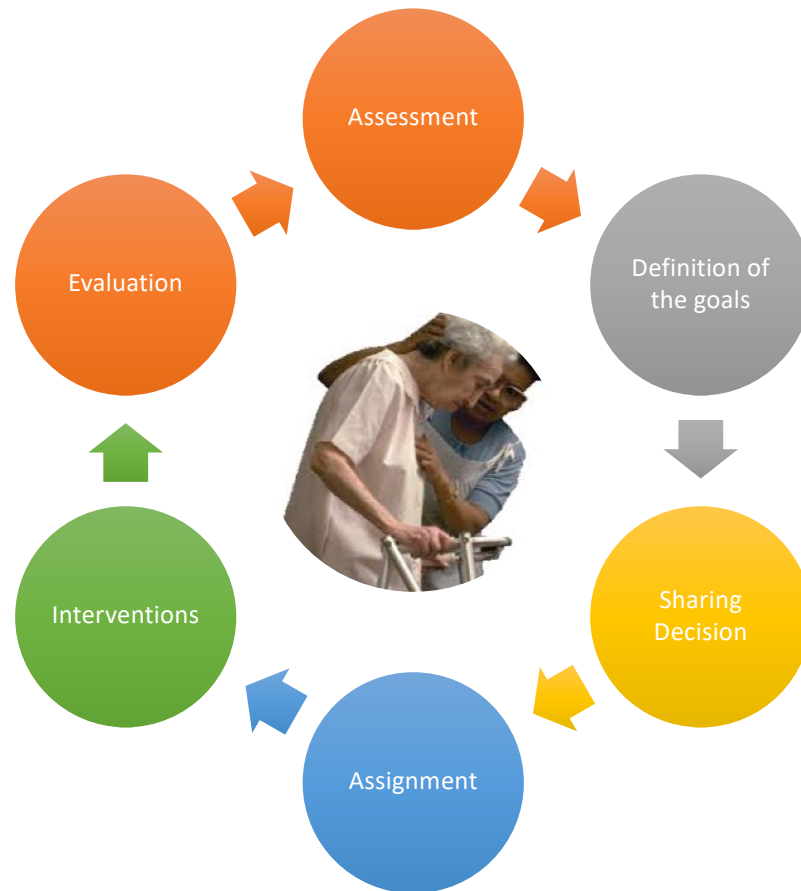 Assessment
Definition of
the goals
Sharing
Decision
Assignment
Interventions
Evaluation